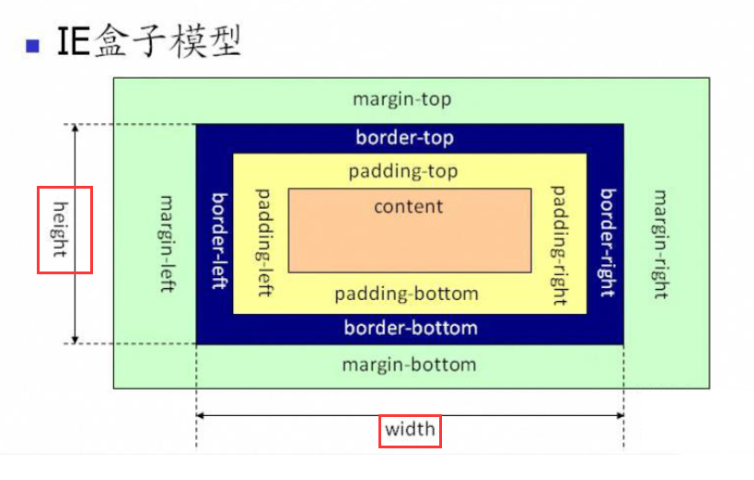 IE盒子模型
margin-top
border-top
padding-top
content
height
margin-left
border-left
padding-left
padding-right
border-right
margin-right
padding-bottom
border-bottom
margin-bottom
width